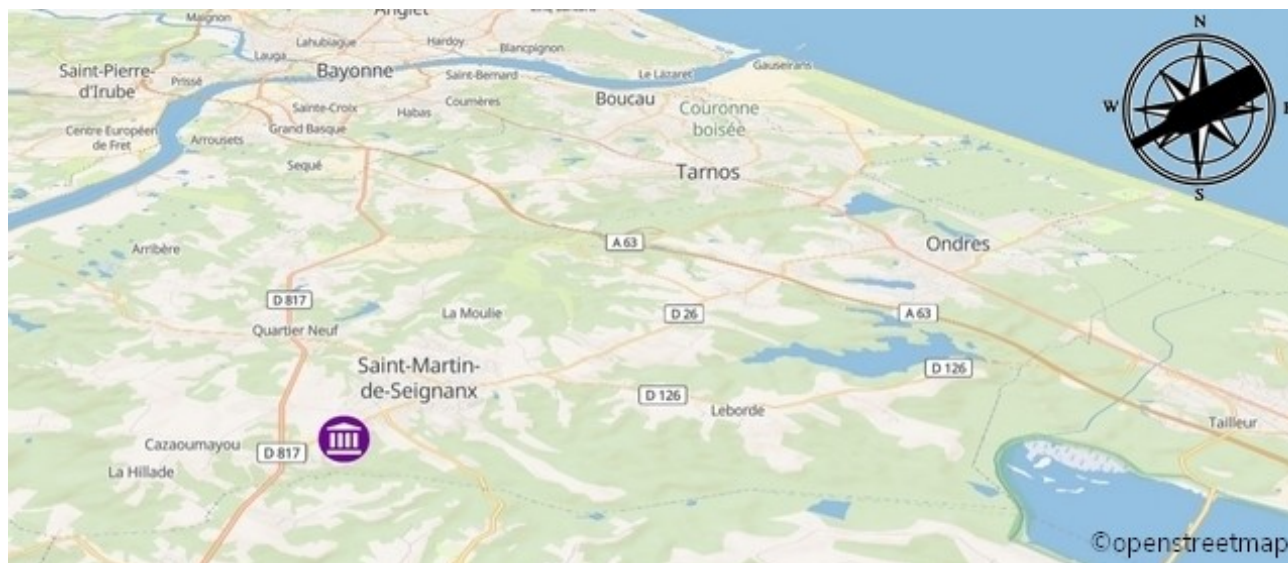 Anglet
Maignon
Lahubiague
Hardoy
Blancpignon
Lauga
Saint-Pierre-
d'Irube
Prissé
Bayonne
Saint-Bernard
Le Lazaret
Gauseirans
Boucau
Couronne
boisée
Sainte-Croix
Habas
Coumères
Grand Basque
Centre Européen
de Fret
Arrousets
Sequé
Tarnos
Arribère
A 63
Ondres
D 817
La Moulie
D 26
A 63
Quartier Neuf
Saint-Martin-
de-Seignanx
D 126
D 126
Leborde
Tailleur
Cazaoumayou
D 817
La Hillade
N
W
E
S
©openstreetmap